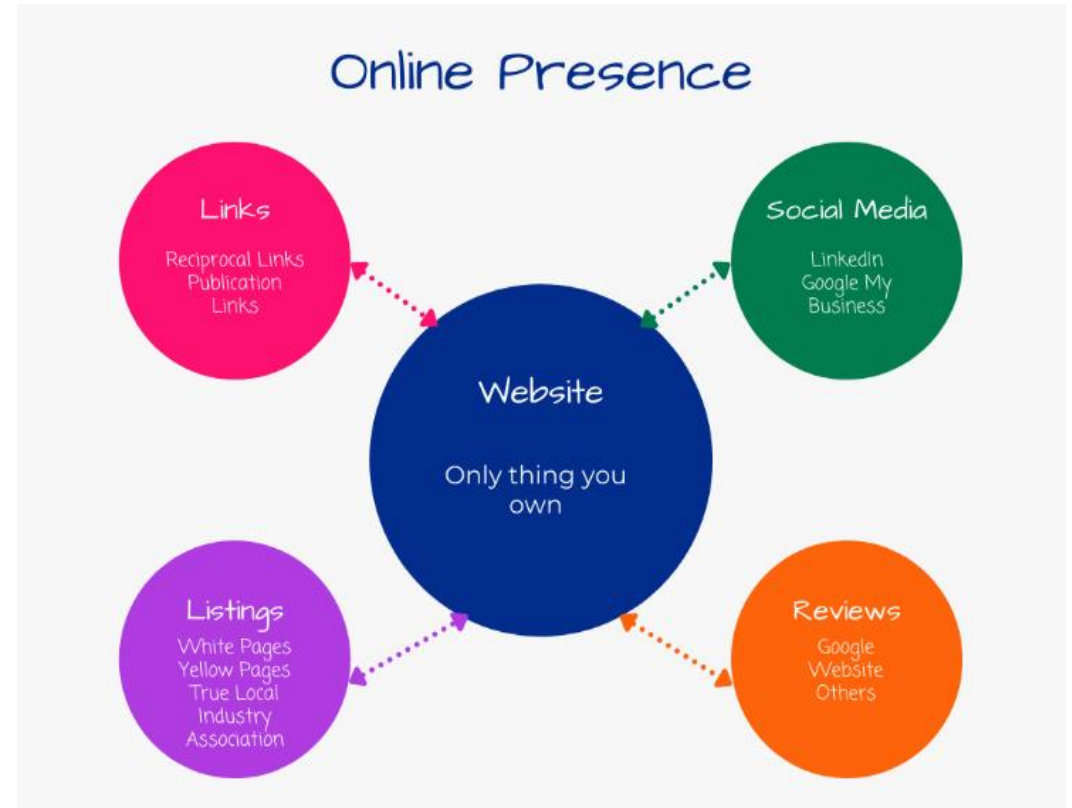 Online Presence
Links
Reciprocal Links
Publication
Links
Social Media
LinkedIn
Google My
Business
Website
Only thing you
own
Listings
White Pages
Yellow Pages
True Local
Industry
Association
Reviews
Google
Website
Others